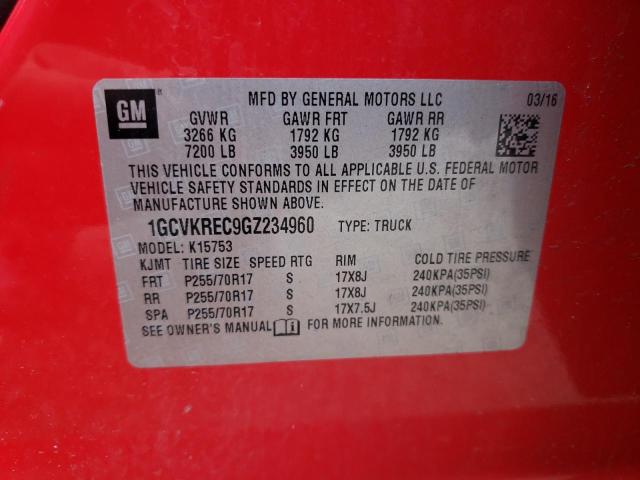 GM
MFD BY GENERAL MOTORS LLC 03/16
GVWR GAWR FRT GAWR RR
3266 KG 1792 KG 1792 KG
7200 LB 3950 LB 3950 LB
THIS VEHICLE CONFORMS TO ALL APPLICABLE U.S. FEDERAL MOTOR
VEHICLE SAFETY STANDARDS IN EFFECT ON THE DATE OF
MANUFACTURE SHOWN ABOVE.
1GCVKREC9GZ234960 TYPE: TRUCK
MODEL: K15753
KJMT TIRE SIZE SPEED RTG RIM COLD TIRE PRESSURE
FRT P255/70R17 S 17X8J 240KPA(35PSI)
RR P255/70R17 S 17X8J 240KPA(35PSI)
SPA P255/70R17 S 17X7.5J 240KPA(35PSI)
SEE OWNER'S MANUAL FOR MORE INFORMATION.